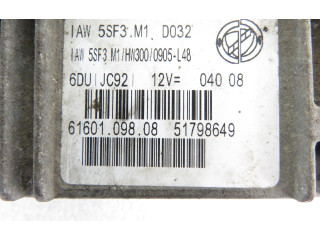 IAW 5SF3.M1 D032
IAW 5SF3.M1/HW300/0905-L48
6DU|JC92| 12V= 040 08
61601.098.08 51798649